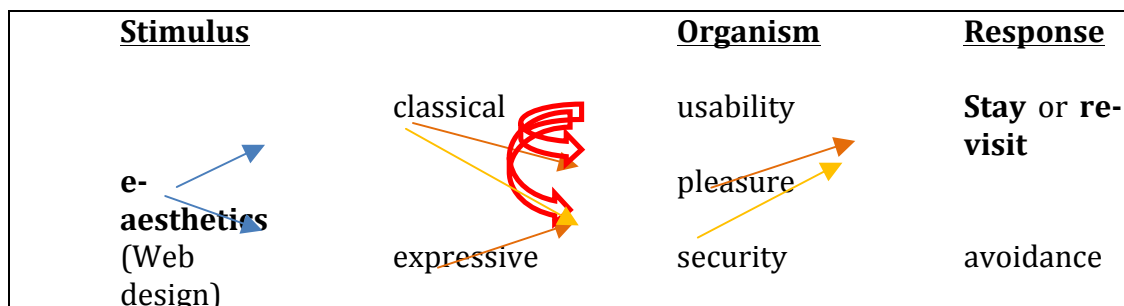 Stimulus Organism Response
classical usability Stay or re-
visit
e- pleasure
aesthetics
(Web expressive security avoidance
design)